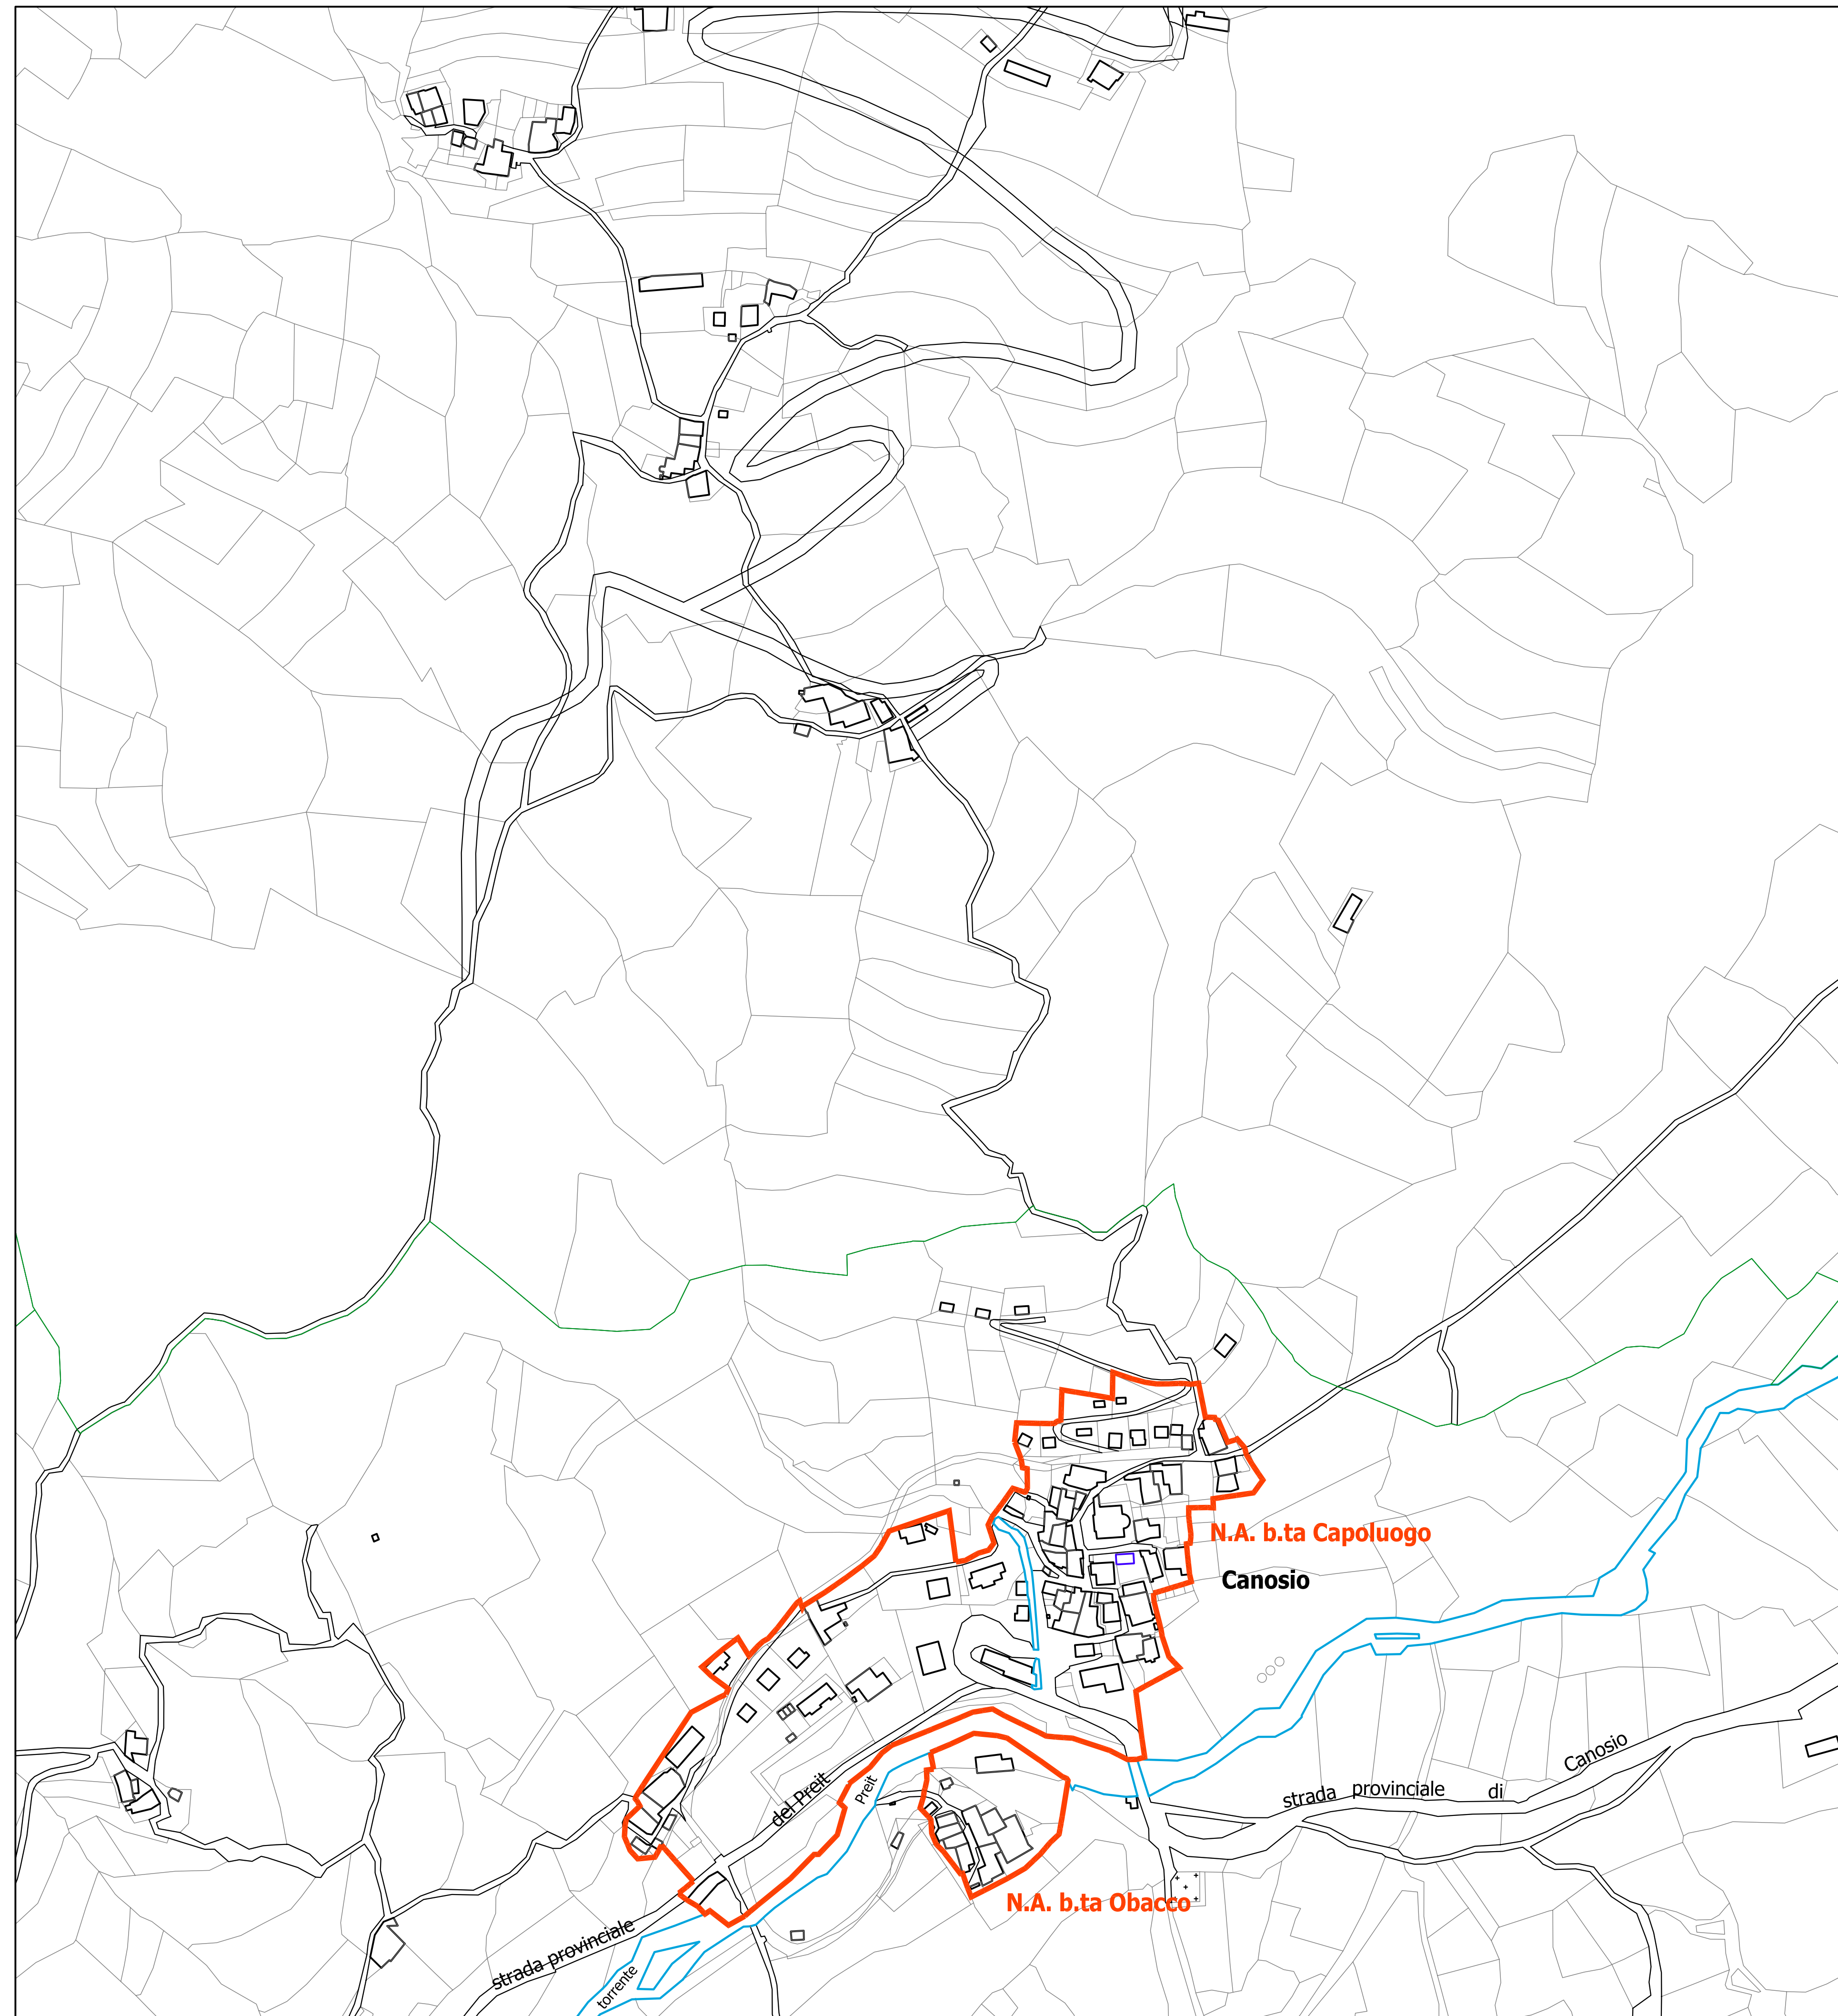 N.A. b.ta Capoluogo
Canosio
strada provinciale di Canosio
del Preit
Preit
N.A. b.ta Obacco
strada provinciale
torrente